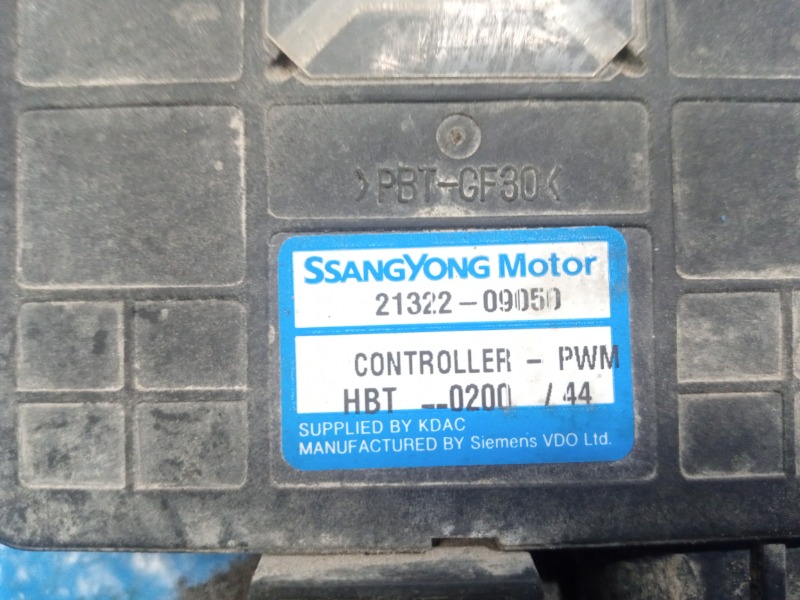 >PBT-GF30<
SSANGYONG Motor
21322-09050
CONTROLLER - PWM
HBT --0200 /44
SUPPLIED BY KDAC
MANUFACTURED BY Siemens VDO Ltd.